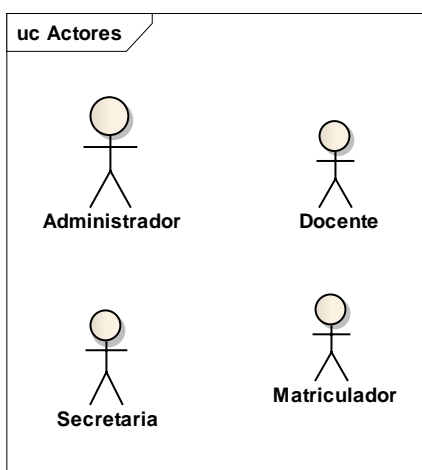 uc Actores
Administrador
Docente
Secretaria
Matriculador